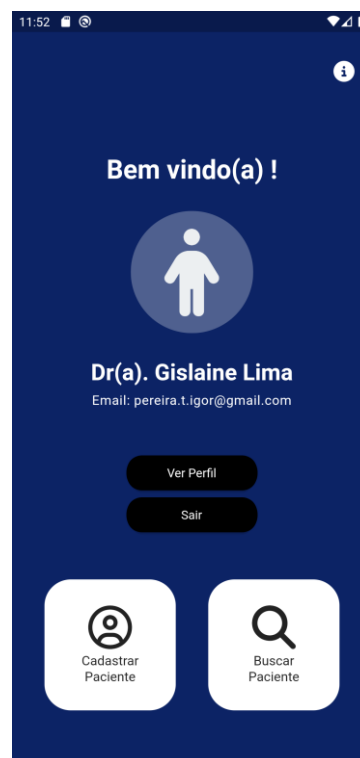 11:52
Bem vindo(a) !
Dr(a). Gislaine Lima
Email: pereira.t.igor@gmail.com
Ver Perfil
Sair
Cadastrar
Paciente
Buscar
Paciente